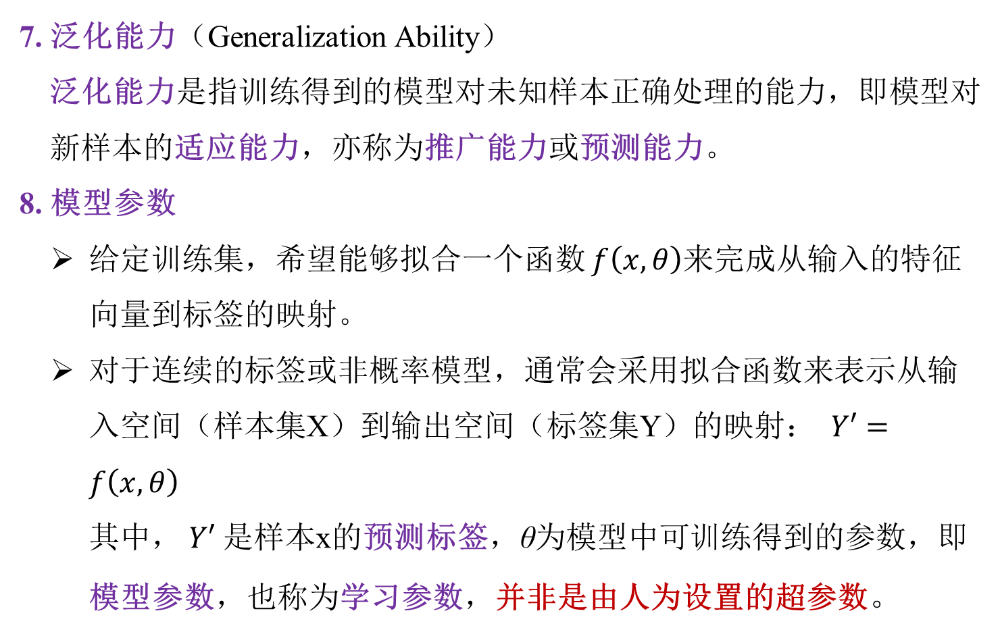 7. 泛化能力（Generalization Ability）
泛化能力是指训练得到的模型对未知样本正确处理的能力，即模型对
新样本的适应能力，亦称为推广能力或预测能力。
8. 模型参数
➢ 给定训练集，希望能够拟合一个函数 f(x, θ)来完成从输入的特征
向量到标签的映射。
➢ 对于连续的标签或非概率模型，通常会采用拟合函数来表示从输
入空间（样本集X）到输出空间（标签集Y）的映射： Y′ =
f(x, θ)
其中， Y′ 是样本x的预测标签，θ为模型中可训练得到的参数，即
模型参数，也称为学习参数，并非是由人为设置的超参数。